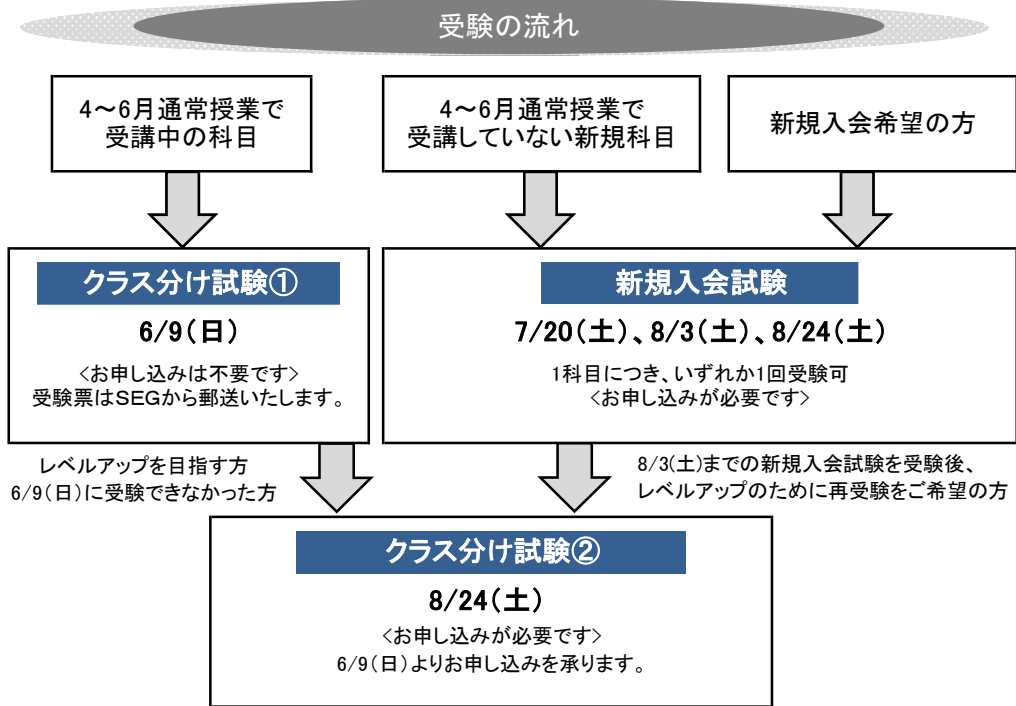 受験の流れ
4～6月通常授業で
受講中の科目
4～6月通常授業で
受講していない新規科目
新規入会希望の方
クラス分け試験①
6/9(日)
<お申し込みは不要です>
受験票はSEGから郵送いたします。
新規入会試験
7/20(土)、8/3(土)、8/24(土)
1科目につき、いずれか1回受験可
<お申し込みが必要です>
レベルアップを目指す方
6/9(日)に受験できなかった方
8/3(土)までの新規入会試験を受験後、
レベルアップのために再受験をご希望の方
クラス分け試験②
8/24(土)
<お申し込みが必要です>
6/9(日)よりお申し込みを承ります。